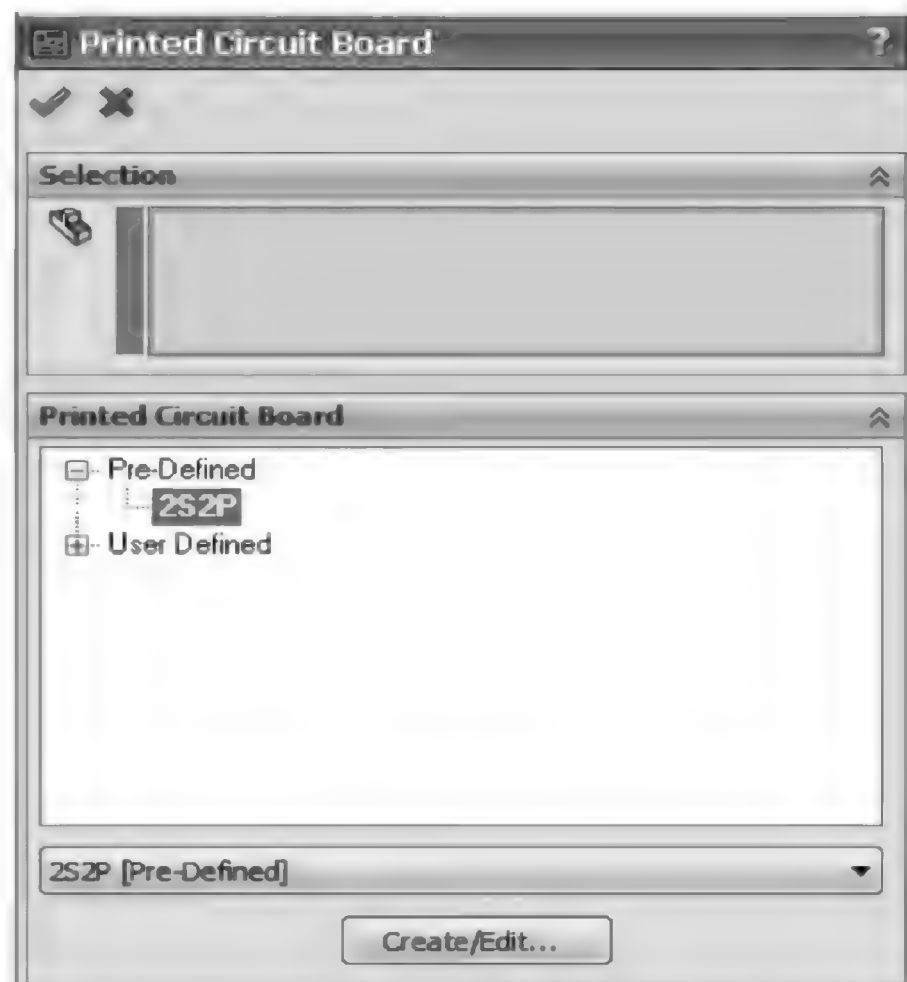 Printed Circuit Board ?
Selection
Printed Circuit Board
Pre-Defined
2S2P
User Defined
2S2P [Pre-Defined]
Create/Edit...